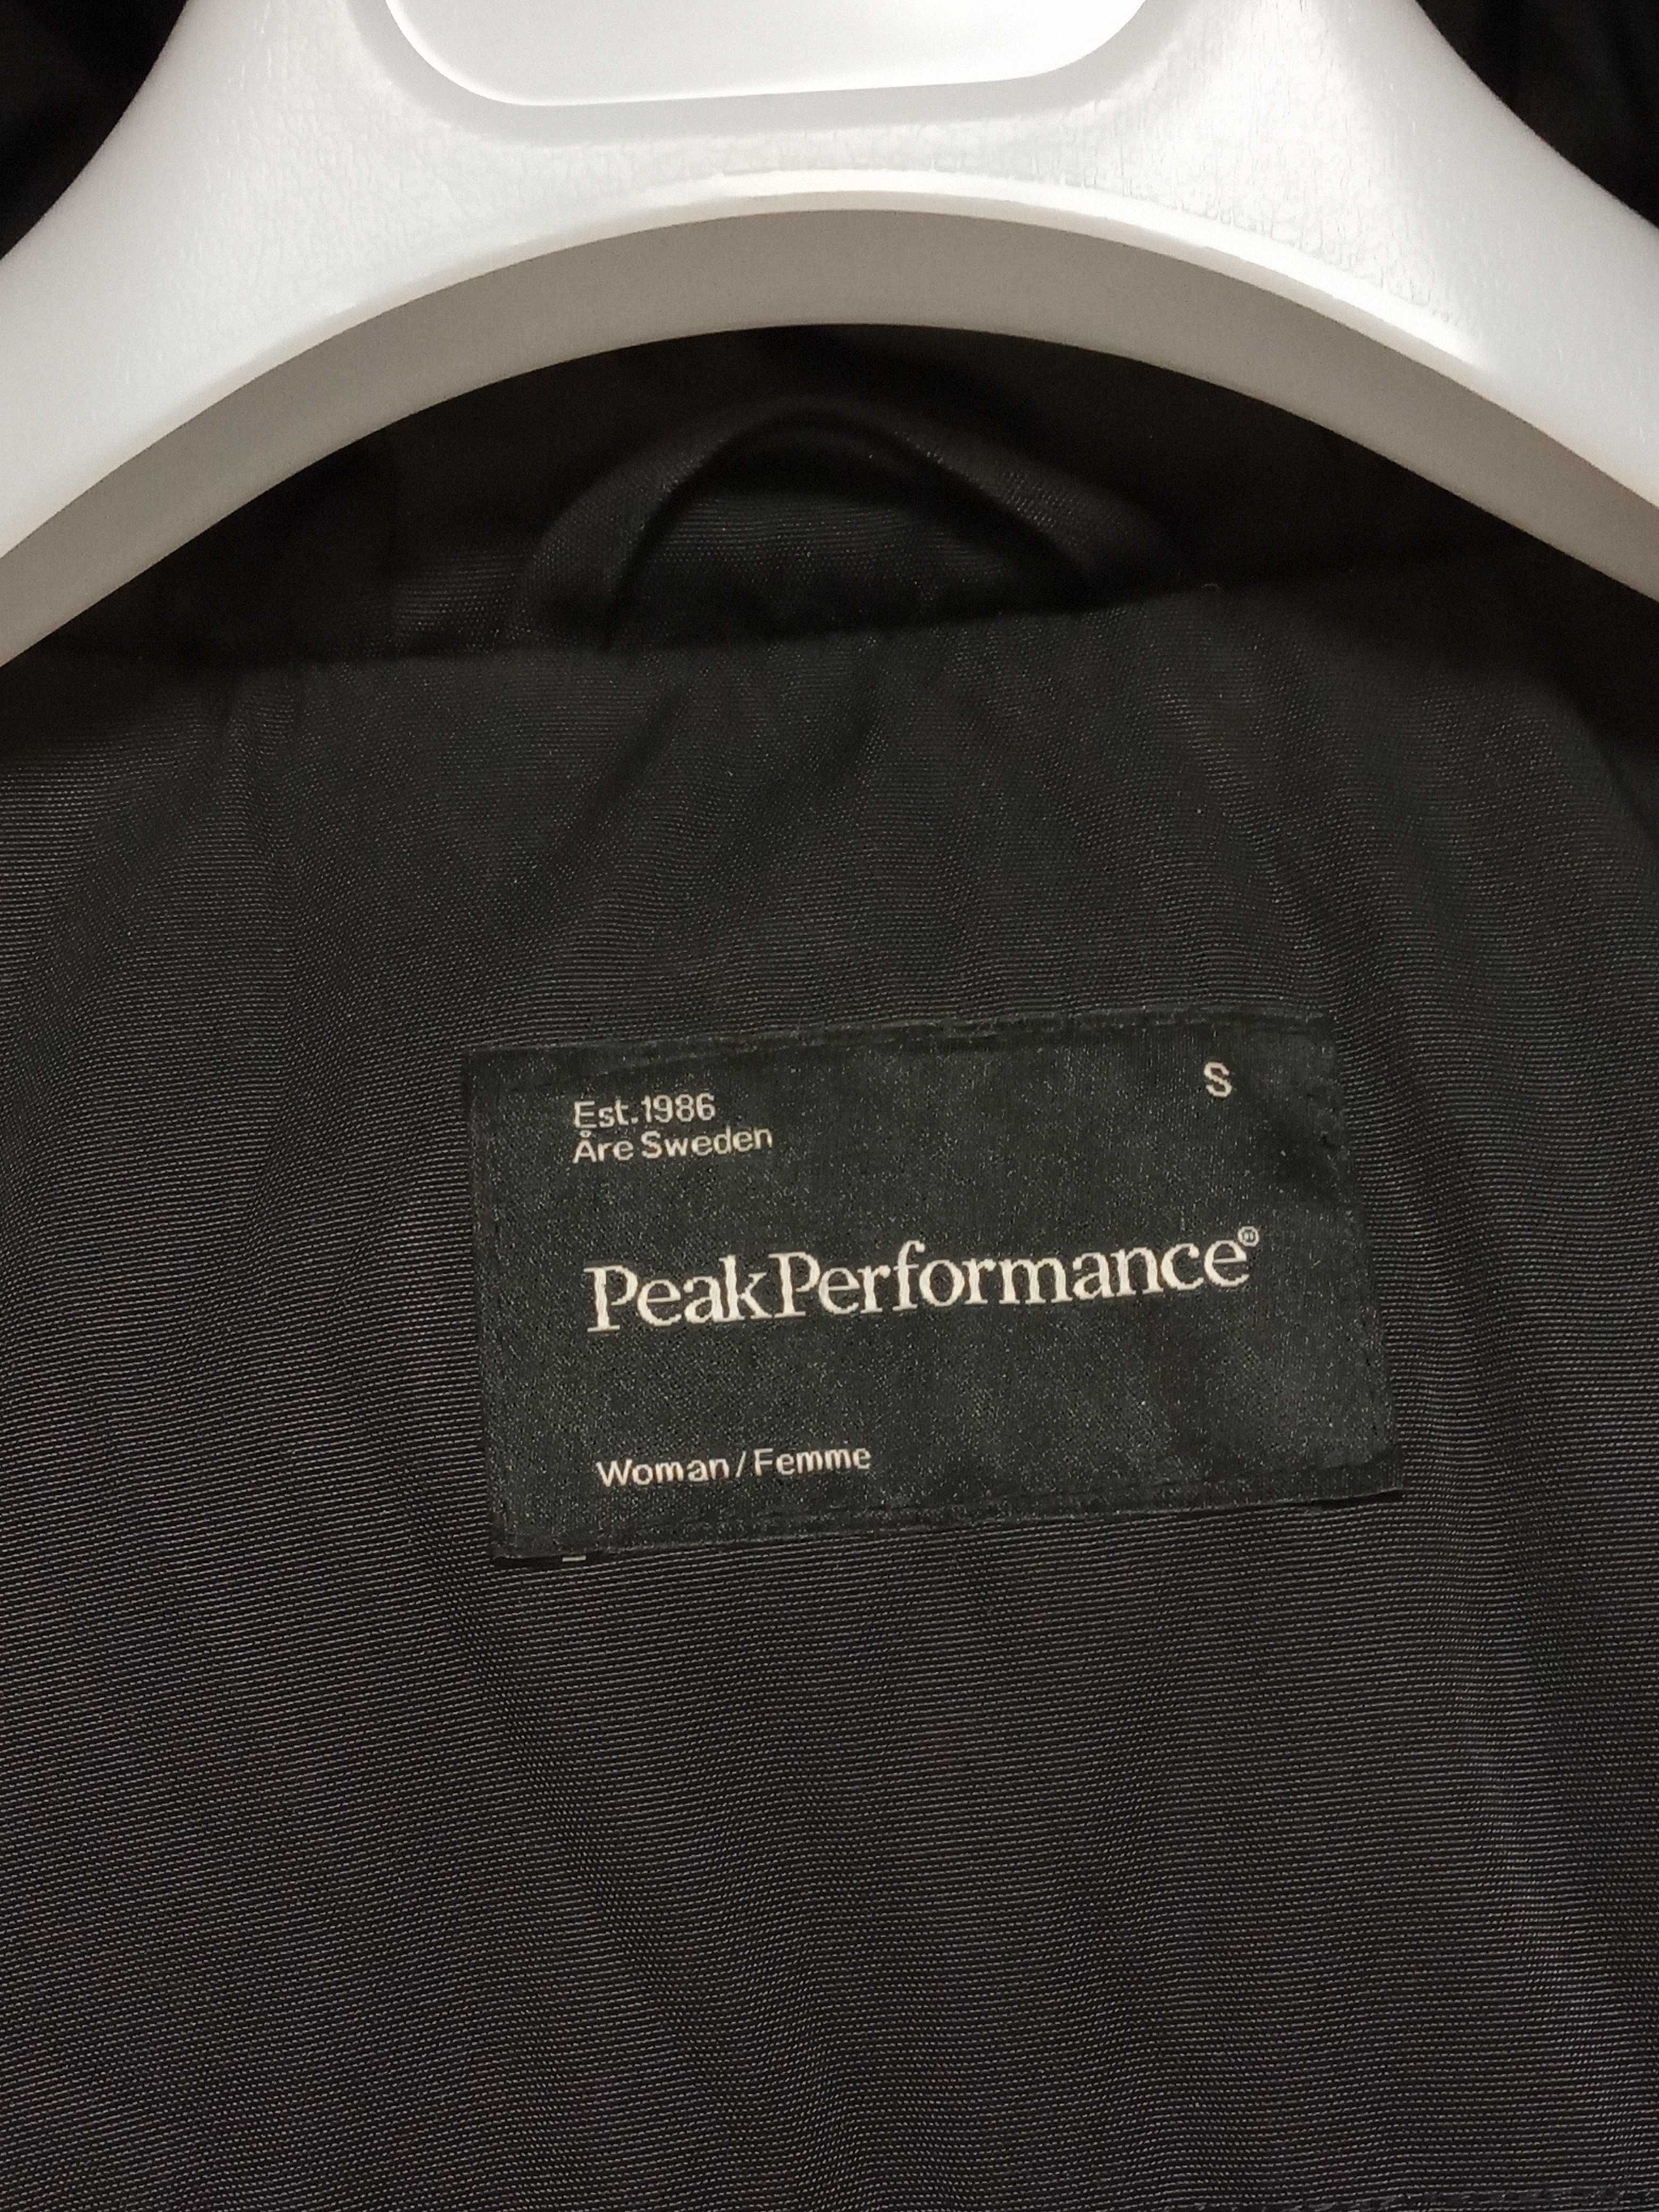 Est.1986
S
Åre Sweden
PeakPerformance®
Woman/Femme